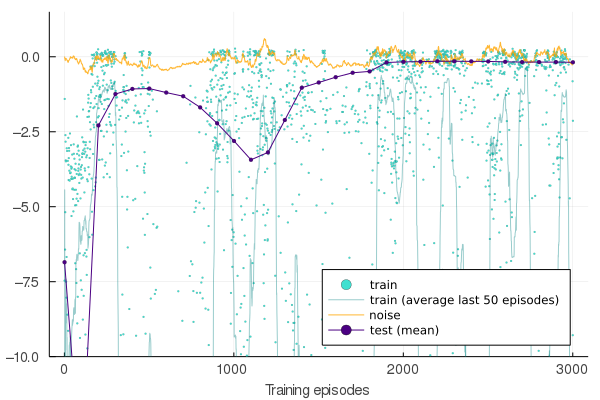 0.0
−2.5
−5.0
−7.5
−10.0
0
1000
2000
3000
Training episodes
train
train (average last 50 episodes)
noise
test (mean)